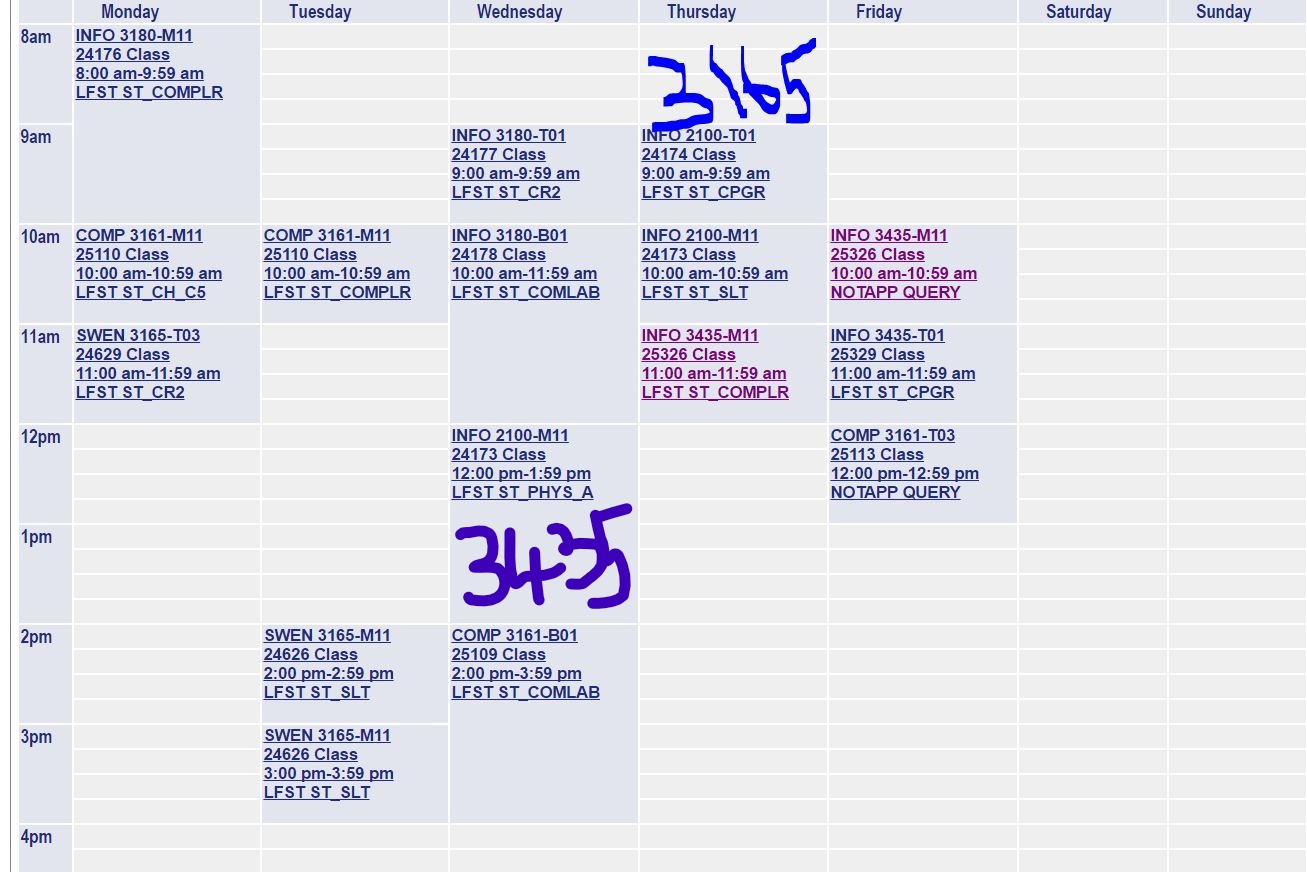 Monday Tuesday Wednesday Thursday Friday Saturday Sunday
8am
INFO 3180-M11
24176 Class
8:00 am-9:59 am
LFST ST_COMPLR
3165
9am
INFO 3180-T01
24177 Class
9:00 am-9:59 am
LFST ST_CR2
INFO 2100-T01
24174 Class
9:00 am-9:59 am
LFST ST_CPGR
10am
COMP 3161-M11
25110 Class
10:00 am-10:59 am
LFST ST_CH_C5
COMP 3161-M11
25110 Class
10:00 am-10:59 am
LFST ST_COMPLR
INFO 3180-B01
24178 Class
10:00 am-11:59 am
LFST ST_COMLAB
INFO 2100-M11
24173 Class
10:00 am-10:59 am
LFST ST_SLT
INFO 3435-M11
25326 Class
10:00 am-10:59 am
NOTAPP QUERY
11am
SWEN 3165-T03
24629 Class
11:00 am-11:59 am
LFST ST_CR2
INFO 3435-M11
25326 Class
11:00 am-11:59 am
LFST ST_COMPLR
INFO 3435-T01
25329 Class
11:00 am-11:59 am
LFST ST_CPGR
12pm
INFO 2100-M11
24173 Class
12:00 pm-1:59 pm
LFST ST_PHYS_A
COMP 3161-T03
25113 Class
12:00 pm-12:59 pm
NOTAPP QUERY
1pm
3435
2pm
SWEN 3165-M11
24626 Class
2:00 pm-2:59 pm
LFST ST_SLT
COMP 3161-B01
25109 Class
2:00 pm-3:59 pm
LFST ST_COMLAB
3pm
SWEN 3165-M11
24626 Class
3:00 pm-3:59 pm
LFST ST_SLT
4pm